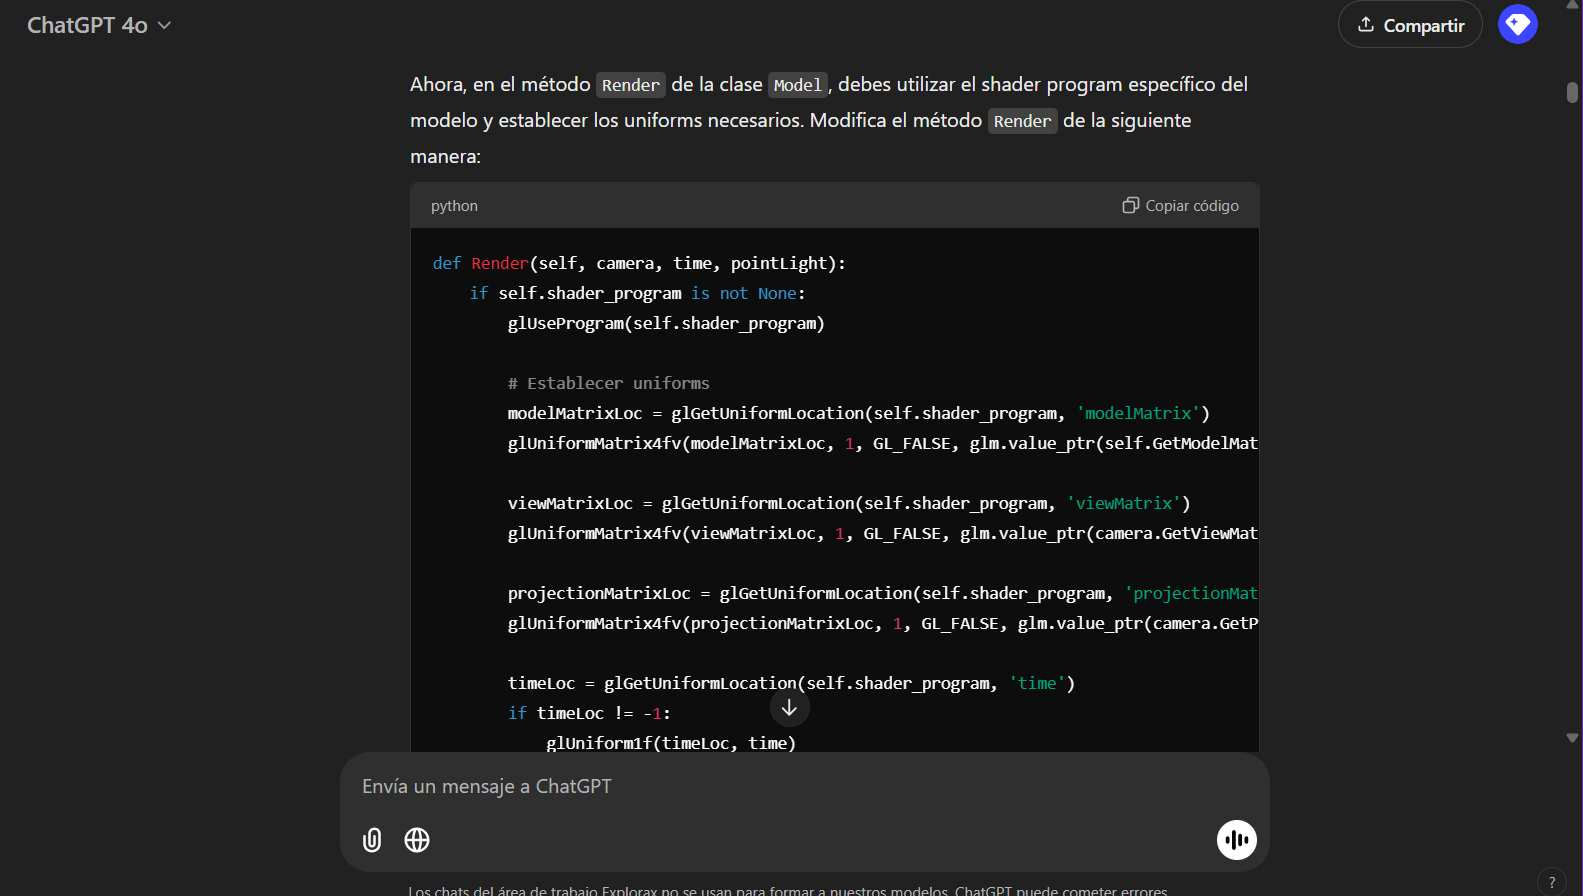 ChatGPT 4o
Compartir
Ahora, en el método Render de la clase Model, debes utilizar el shader program específico del
modelo y establecer los uniforms necesarios. Modifica el método Render de la siguiente
manera:
python
Copiar código
def Render(self, camera, time, pointLight):
if self.shader_program is not None:
glUseProgram(self.shader_program)
# Establecer uniforms
modelMatrixLoc = glGetUniformLocation(self.shader_program, 'modelMatrix')
glUniformMatrix4fv(modelMatrixLoc, 1, GL_FALSE, glm.value_ptr(self.GetModelMat
viewMatrixLoc = glGetUniformLocation(self.shader_program, 'viewMatrix')
glUniformMatrix4fv(viewMatrixLoc, 1, GL_FALSE, glm.value_ptr(camera.GetViewMat
projectionMatrixLoc = glGetUniformLocation(self.shader_program, 'projectionMat
glUniformMatrix4fv(projectionMatrixLoc, 1, GL_FALSE, glm.value_ptr(camera.GetP
timeLoc = glGetUniformLocation(self.shader_program, 'time')
if timeLoc != -1:
glUniform1f(timeLoc, time)
Envía un mensaje a ChatGPT
Los chats del área de trabajo Explorax no se usan para formar a nuestros modelos. ChatGPT puede cometer errores.
?